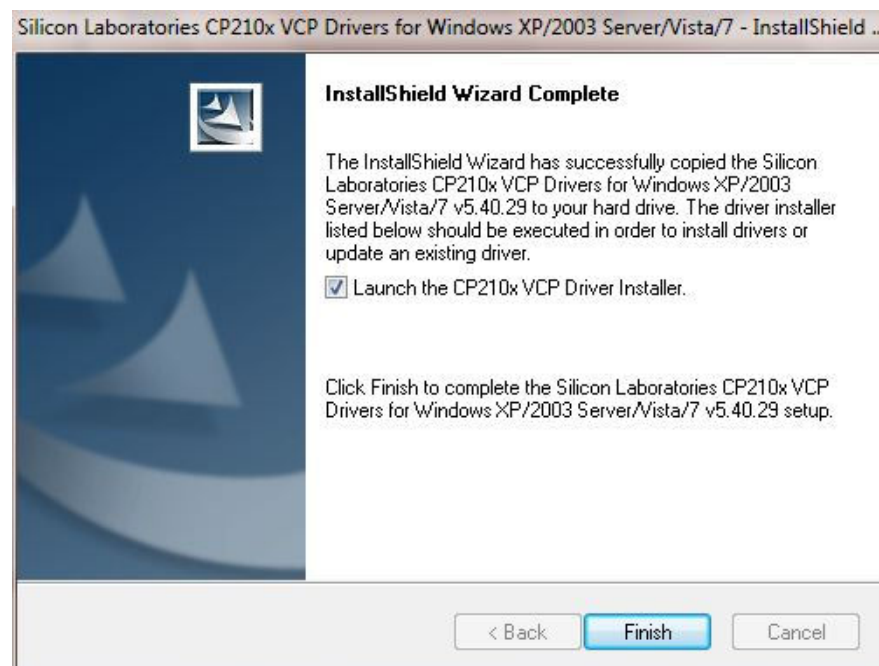 Silicon Laboratories CP210x VCP Drivers for Windows XP/2003 Server/Vista/7 - InstallShield ..
InstallShield Wizard Complete
The InstallShield Wizard has successfully copied the Silicon
Laboratories CP210x VCP Drivers for Windows XP/2003
Server/Vista/7 v5.40.29 to your hard drive. The driver installer
listed below should be executed in order to install drivers or
update an existing driver.
Launch the CP210x VCP Driver Installer.
Click Finish to complete the Silicon Laboratories CP210x VCP
Drivers for Windows XP/2003 Server/Vista/7 v5.40.29 setup.
< Back Finish Cancel